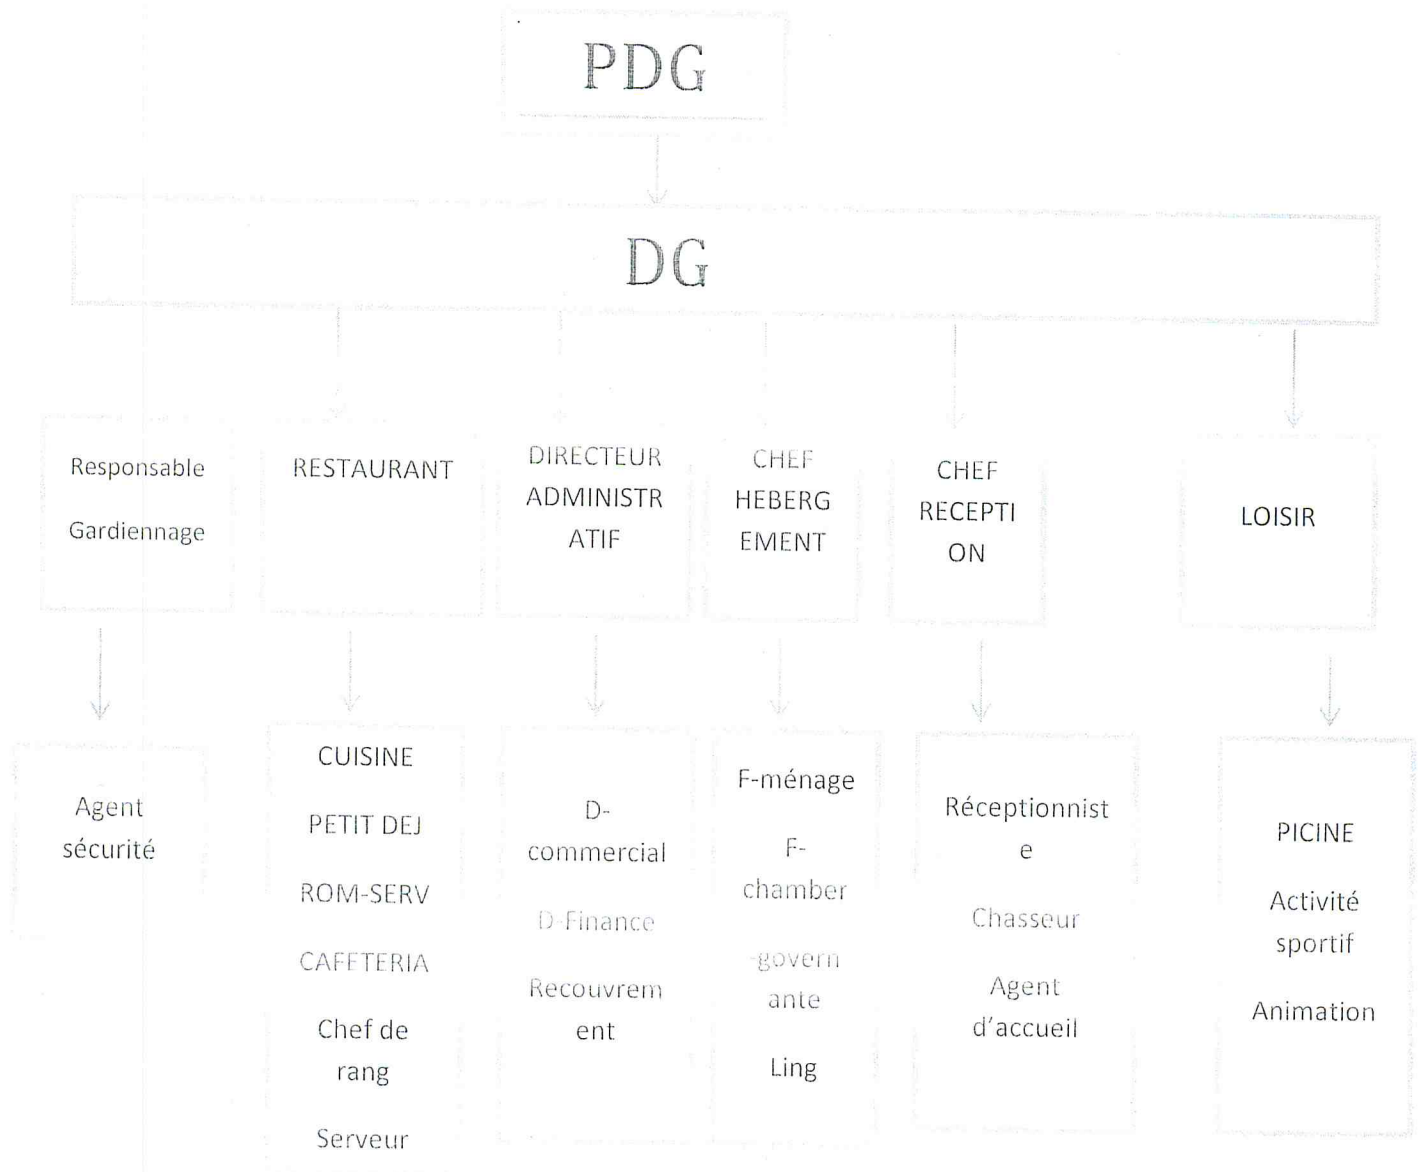 PDG
DG
Responsable
Gardiennage
RESTAURANT
DIRECTEUR
ADMINISTR
ATIF
CHEF
HEBERG
EMENT
CHEF
RECEPTI
ON
LOISIR
Agent
sécurité
CUISINE
PETIT DEJ
ROM-SERV
CAFETERIA
Chef de
rang
Serveur
D-
commercial
D-Finance
Recouvrem
ent
F-ménage
F-
chamber
-govern
ante
Ling
Réceptionnist
e
Chasseur
Agent
d'accueil
PICINE
Activité
sportif
Animation